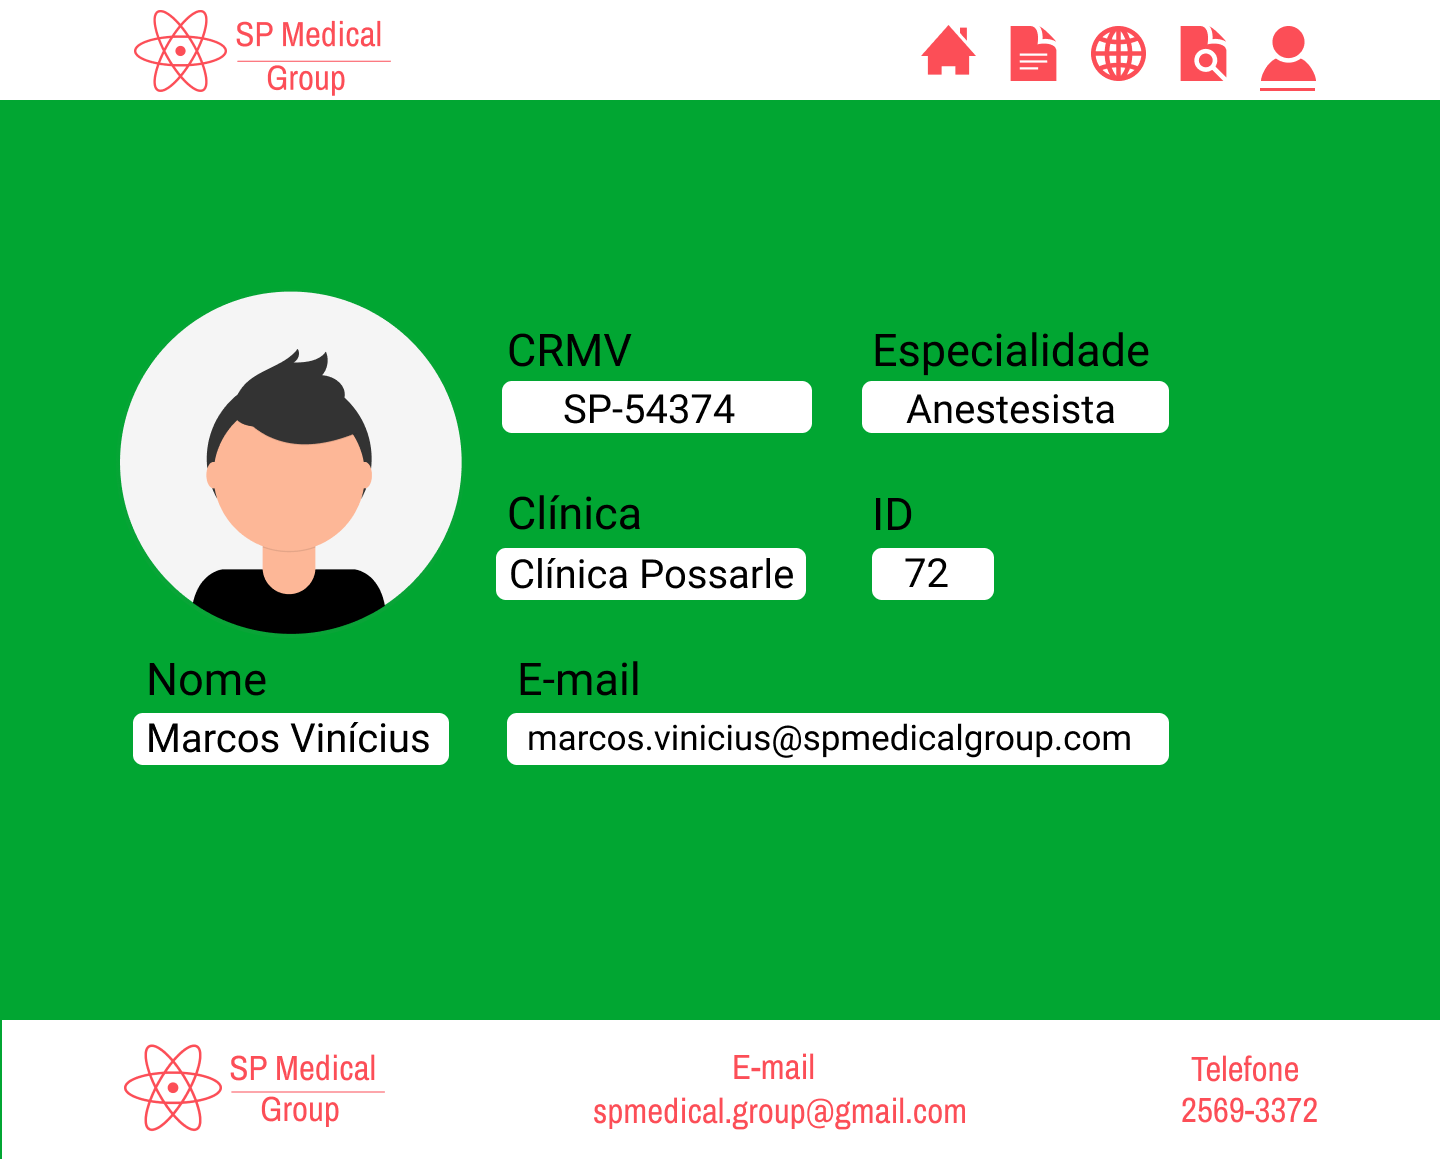 SP Medical
Group
CRMV
Especialidade
SP-54374
Anestesista
Clínica
ID
Clínica Possarle
72
Nome
E-mail
Marcos Vinícius
marcos.vinicius@spmedicalgroup.com
SP Medical
Group
E-mail
spmedical.group@gmail.com
Telefone
2569-3372